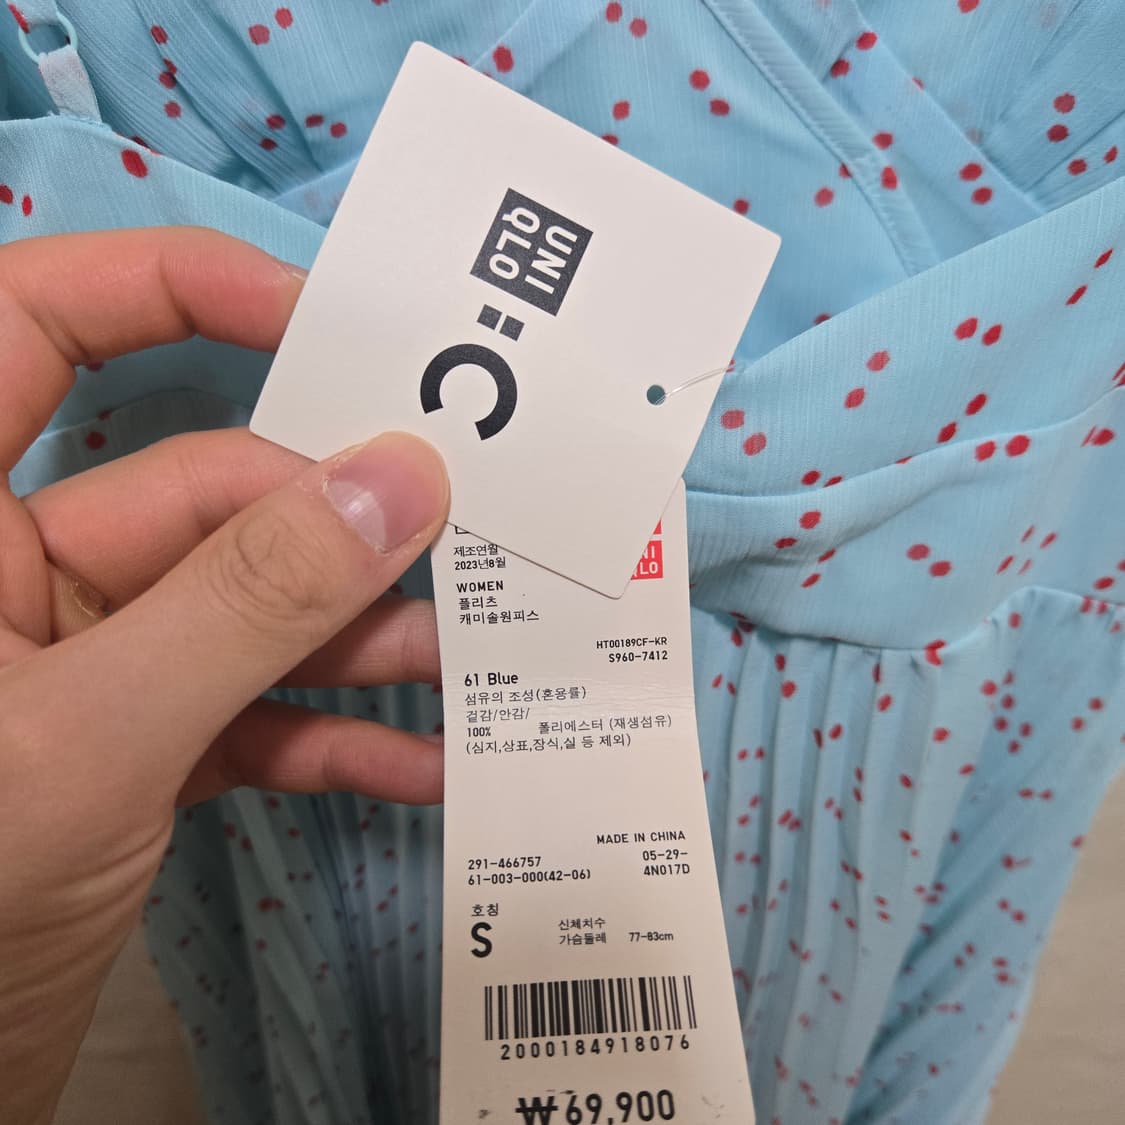 UNI
QLO
: C
NI
QLO
제조연월
2023년8월
WOMEN
플리츠
캐미솔원피스
HT00189CF-KR
S960-7412
61 Blue
섬유의 조성(혼용률)
겉감/안감/
100% 폴리에스터 (재생섬유)
(심지,상표,장식,실 등 제외)
MADE IN CHINA
291-466757
05-29-
61-003-000(42-06)
4N017D
호칭
S
신체치수
가슴둘레 77-83cm
2000184918076
₩69,900